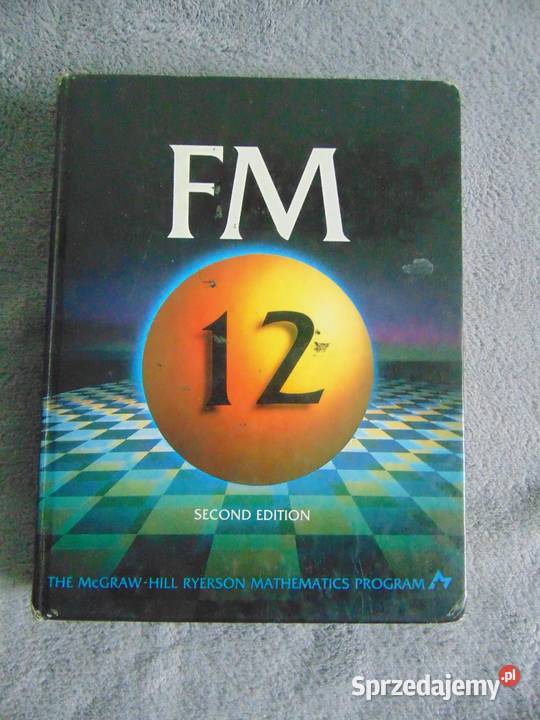 FM
12
SECOND EDITION
THE McGRAW-HILL RYERSON MATHEMATICS PROGRAM
Sprzedajemy.pl